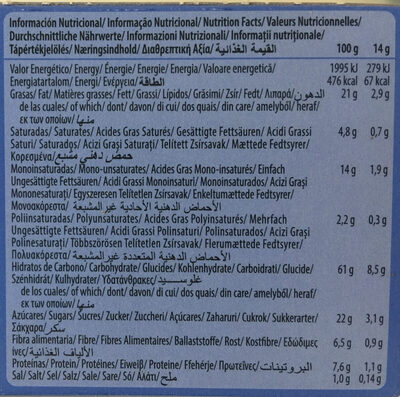 Información Nutricional/ Informação Nutricional/ Nutrition Facts/ Valeurs Nutritionnelles/
Durchschnittliche Nährwerte/ Informazioni Nutrizionali/ Informații nutriționale/
Tápértékjelölés/ Næringsindhold/ Διαθρεπτική Αξία/ القيمة الغذائية 100 g 14 g
Valor Energético/ Energy/ Énergie/ Energie/ Energia/ Valoare energetică/ 1995 kJ 279 kJ
Energiatartalom/ Energi/ Ενέργεια/ الطاقة 476 kcal 67 kcal
Grasas/ Fat/ Matières grasses/ Fett/ Grassi/ Lípidos/ Grăsimi/ Zsír/ Fedt/ Λιπαρά/ الدهون 21 g 2,9 g
de las cuales/ of which/ dont/ davon/ di cui/ dos quais/ din care/ amelyből/ heraf/
εκ των οποίων/ منها
Saturadas/ Saturates/ Acides Gras Saturés/ Gesättigte Fettsäuren/ Acidi Grassi 4,8 g 0,7 g
Saturi/ Saturados/ Acizi Grași Saturați/ Telített Zsírsavak/ Mættede Fedtsyrer/
Κορεσμένα/ حمض دهني مشبع
Monoinsaturadas/ Mono-unsaturates/ Acides Gras Mono-insaturés/ Einfach 14 g 1,9 g
Ungesättigte Fettsäuren/ Acidi Grassi Monoinsaturi/ Monoinsaturados/ Acizi Grași
Mononesaturați/ Egyszeresen Telítetlen Zsírsavak/ Enkeltumættede Fedtsyrer/
Μονοακόρεστα/ الأحماض الدهنية الأحادية غير المشبعة
Poliinsaturadas/ Polyunsaturates/ Acides Gras Polyinsaturés/ Mehrfach 2,2 g 0,3 g
Ungesättigte Fettsäuren/ Acidi Grassi Polinsaturi/ Polinsaturados/ Acizi Grași
Polinesaturați/ Többszörösen Telítetlen Zsírsavak/ Flerumættede Fedtsyrer/
Πολυακόρεστα/ الأحماض الدهنية المتعددة غير المشبعة
Hidratos de Carbono/ Carbohydrate/ Glucides/ Kohlenhydrate/ Carboidrati/ Glucide/ 61 g 8,5 g
Szénhidrát/ Kulhydrater/ Υδατάνθρακες/ غلوسيد
de los cuales/ of which/ dont/ davon/ di cui/ dos quais/ din care/ amelyből/ heraf/
εκ των οποίων/ منها
Azúcares/ Sugars/ Sucres/ Zucker/ Zuccheri/ Açúcares/ Zaharuri/ Cukrok/ Sukkerarter/ 22 g 3,1 g
Σάκχαρα/ سكر
Fibra alimentaria/ Fibre/ Fibres Alimentaires/ Ballaststoffe/ Rost/ Kostfibre/ Εδώδιμες 6,5 g 0,9 g
ίνες/ الألياف الغذائية
Proteínas/ Protein/ Protéines/ Eiweiß/ Proteine/ Ffehérje/ Πρωτεΐνες/ البروتينات 7,6 g 1,1 g
Sal/ Salt/ Sel/ Salz/ Sale/ Sare/ Só/ Αλάτι/ ملح 1,0 g 0,14 g